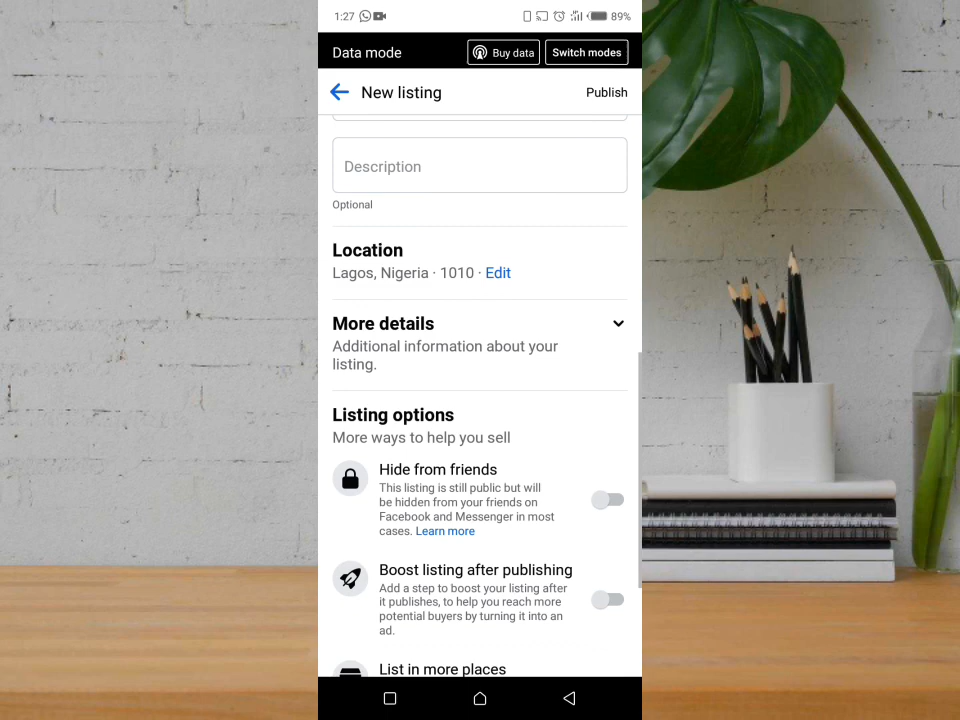 1:27 89%
Data mode Buy data Switch modes
New listing Publish
Description
Optional
Location
Lagos, Nigeria · 1010 · Edit
More details
Additional information about your
listing.
Listing options
More ways to help you sell
Hide from friends
This listing is still public but will
be hidden from your friends on
Facebook and Messenger in most
cases. Learn more
Boost listing after publishing
Add a step to boost your listing after
it publishes, to help you reach more
potential buyers by turning it into an
ad.
List in more places